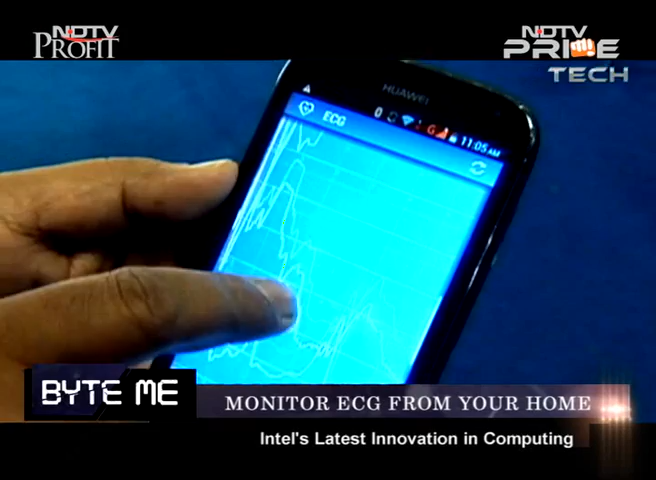 NDTV
PROFIT
NDTV
PRIME
TECH
HUAWEI
ECG
G
11:05 AM
BYTE ME
MONITOR ECG FROM YOUR HOME
Intel's Latest Innovation in Computing